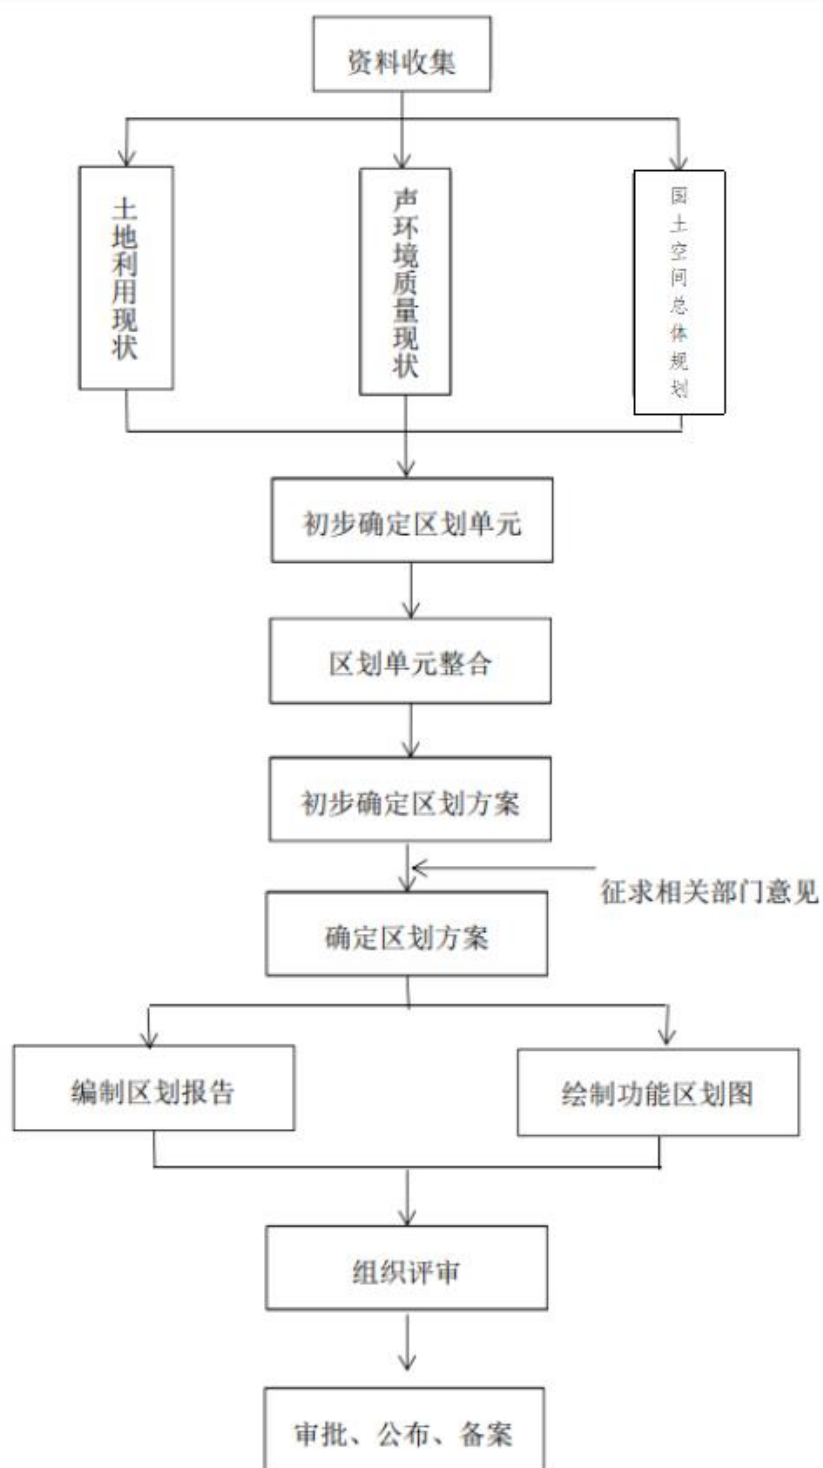 资料收集
土地利用现状
声环境质量现状
国土空间总体规划
初步确定区划单元
区划单元整合
初步确定区划方案
征求相关部门意见
确定区划方案
编制区划报告
绘制功能区划图
组织评审
审批、公布、备案